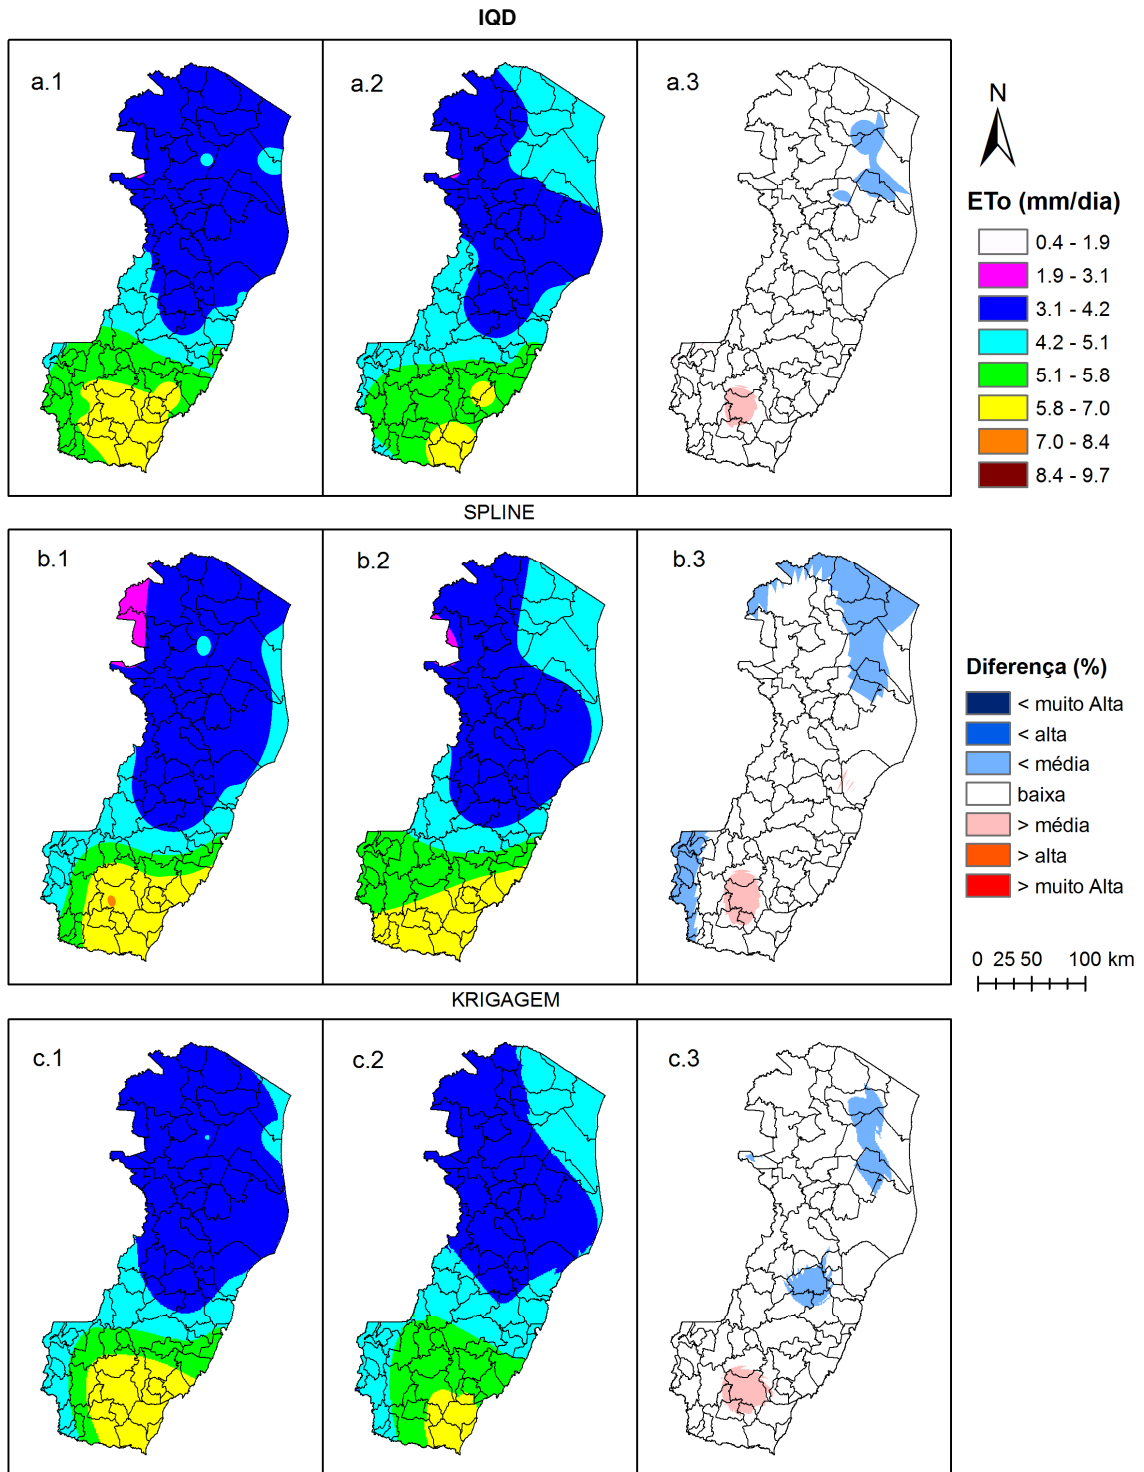 IQD
a.1
a.2
a.3
N
ETo (mm/dia)
0.4 - 1.9
1.9 - 3.1
3.1 - 4.2
4.2 - 5.1
5.1 - 5.8
5.8 - 7.0
7.0 - 8.4
8.4 - 9.7
SPLINE
b.1
b.2
b.3
Diferença (%)
< muito Alta
< alta
< média
baixa
> média
> alta
> muito Alta
0 25 50 100 km
KRIGAGEM
c.1
c.2
c.3